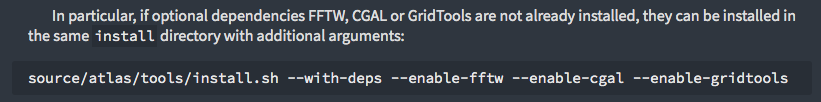 In particular, if optional dependencies FFTW, CGAL or GridTools are not already installed, they can be installed in
the same install directory with additional arguments:
source/atlas/tools/install.sh --with-deps --enable-fftw --enable-cgal --enable-gridtools